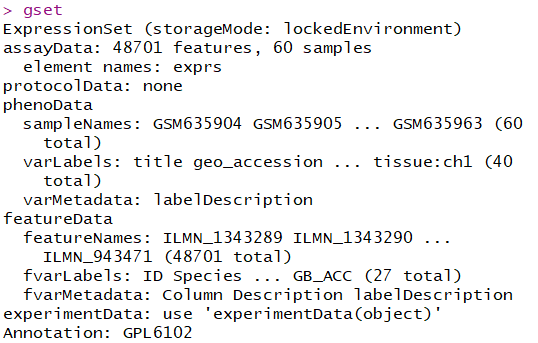 > gset
ExpressionSet (storageMode: lockedEnvironment)
assayData: 48701 features, 60 samples
  element names: exprs
protocolData: none
phenoData
  sampleNames: GSM635904 GSM635905 ... GSM635963 (60
    total)
  varLabels: title geo_accession ... tissue:ch1 (40
    total)
  varMetadata: labelDescription
featureData
  featureNames: ILMN_1343289 ILMN_1343290 ...
    ILMN_943471 (48701 total)
  fvarLabels: ID Species ... GB_ACC (27 total)
  fvarMetadata: Column Description labelDescription
experimentData: use 'experimentData(object)'
Annotation: GPL6102